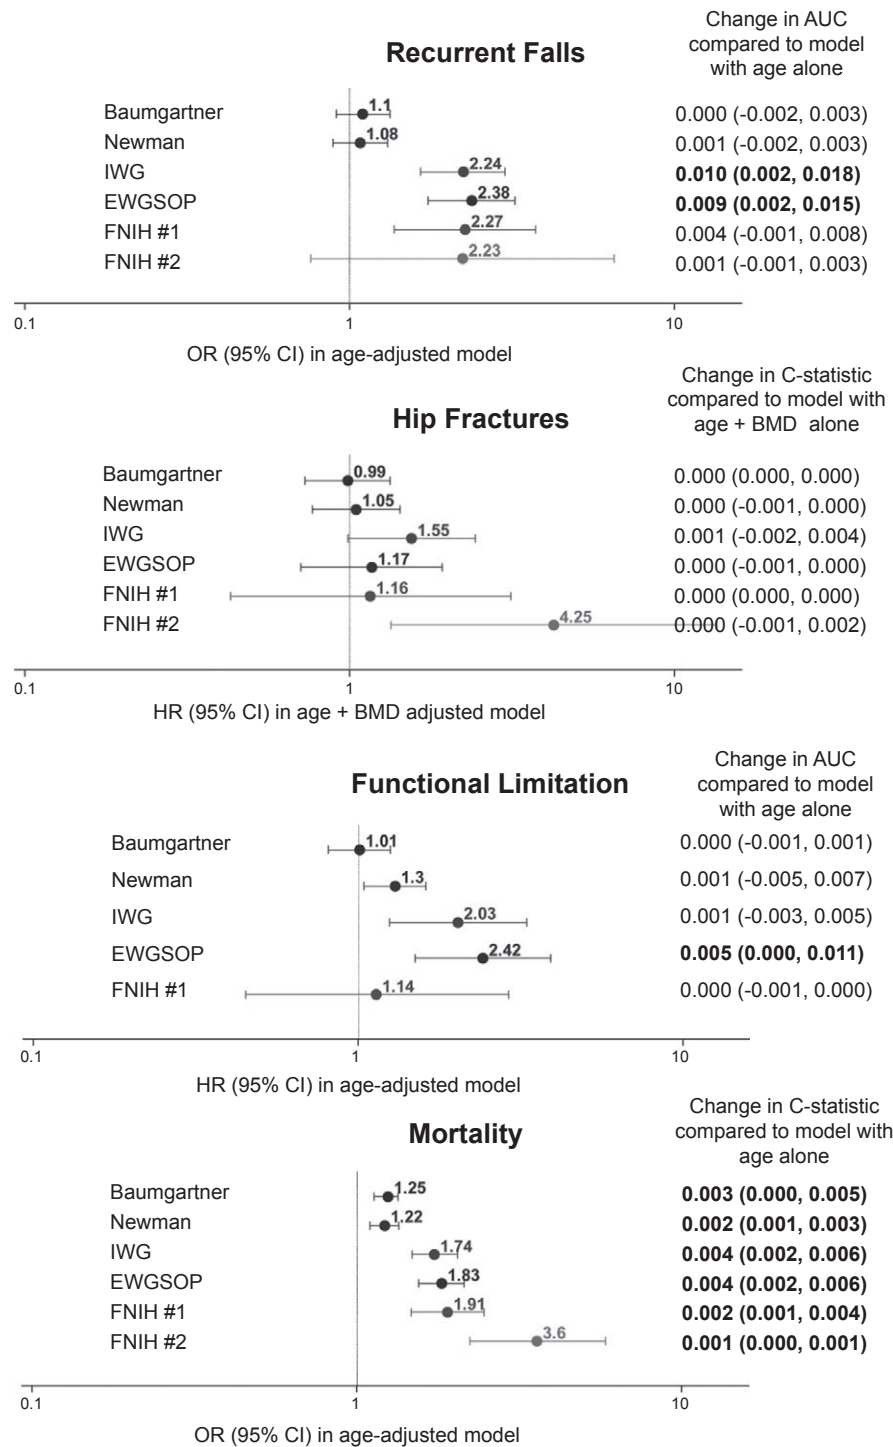 Change in AUC
compared to model
with age alone
Recurrent Falls
Baumgartner 1.1 0.000 (-0.002, 0.003)
Newman 1.08 0.001 (-0.002, 0.003)
IWG 2.24 0.010 (0.002, 0.018)
EWGSOP 2.38 0.009 (0.002, 0.015)
FNIH #1 2.27 0.004 (-0.001, 0.008)
FNIH #2 2.23 0.001 (-0.001, 0.003)
0.1 1 10
OR (95% CI) in age-adjusted model
Change in C-statistic
compared to model with
age + BMD alone
Hip Fractures
Baumgartner 0.99 0.000 (0.000, 0.000)
Newman 1.05 0.000 (-0.001, 0.000)
IWG 1.55 0.001 (-0.002, 0.004)
EWGSOP 1.17 0.000 (-0.001, 0.000)
FNIH #1 1.16 0.000 (0.000, 0.000)
FNIH #2 4.25 0.000 (-0.001, 0.002)
0.1 1 10
HR (95% CI) in age + BMD adjusted model
Change in AUC
compared to model
with age alone
Functional Limitation
Baumgartner 1.01 0.000 (-0.001, 0.001)
Newman 1.3 0.001 (-0.005, 0.007)
IWG 2.03 0.001 (-0.003, 0.005)
EWGSOP 2.42 0.005 (0.000, 0.011)
FNIH #1 1.14 0.000 (-0.001, 0.000)
0.1 1 10
HR (95% CI) in age-adjusted model
Change in C-statistic
compared to model with
age alone
Mortality
Baumgartner 1.25 0.003 (0.000, 0.005)
Newman 1.22 0.002 (0.001, 0.003)
IWG 1.74 0.004 (0.002, 0.006)
EWGSOP 1.83 0.004 (0.002, 0.006)
FNIH #1 1.91 0.002 (0.001, 0.004)
FNIH #2 3.6 0.001 (0.000, 0.001)
0.1 1 10
OR (95% CI) in age-adjusted model